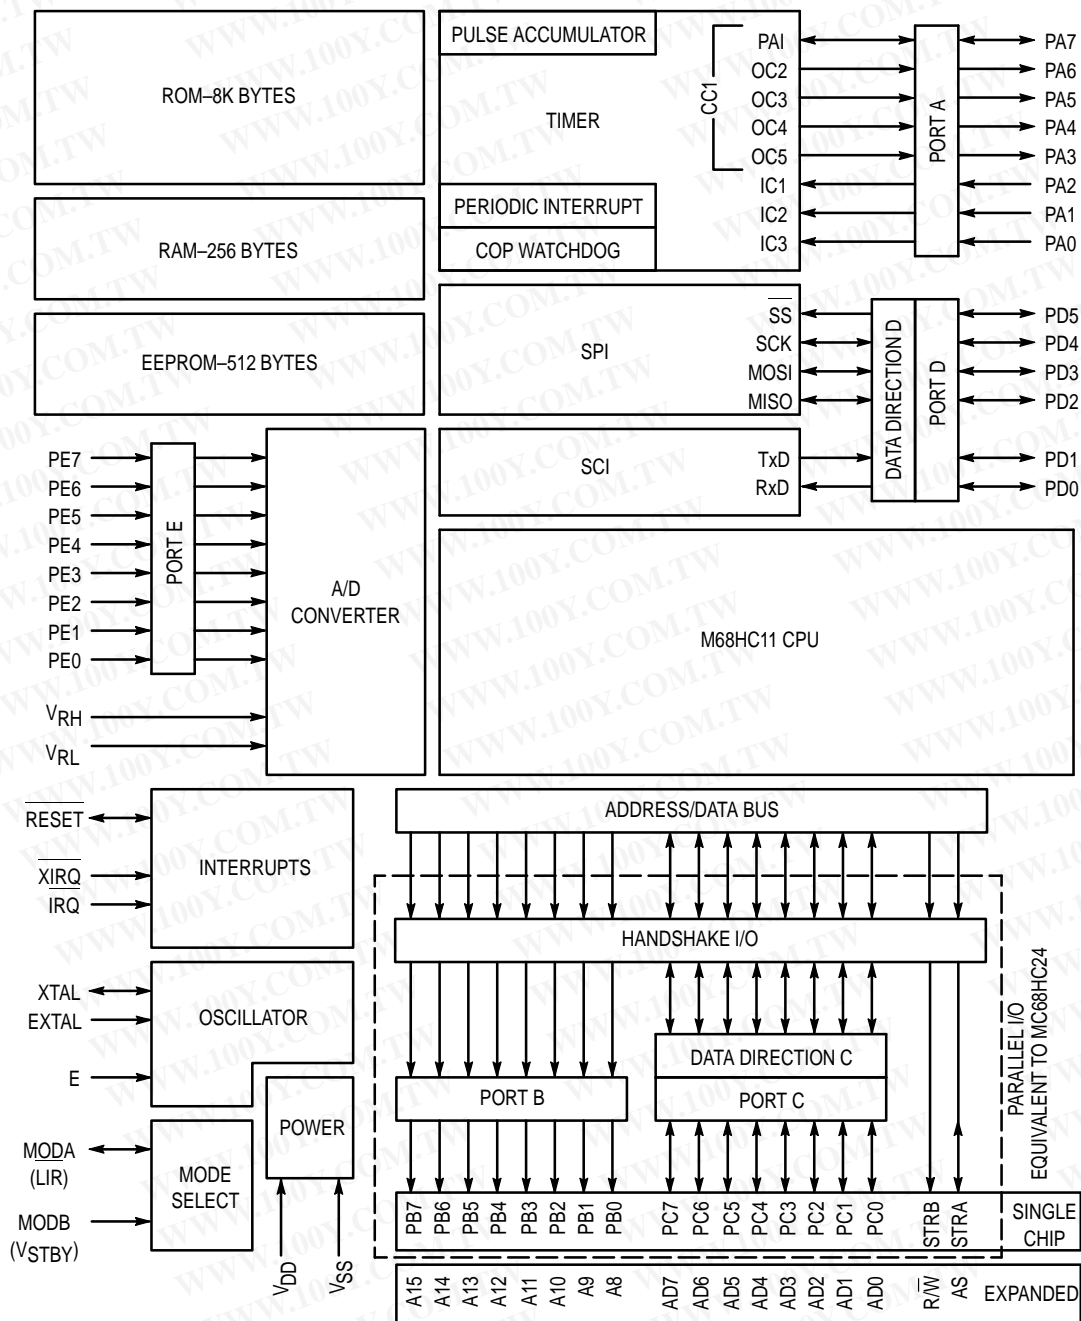 ROM–8K BYTES
RAM–256 BYTES
EEPROM–512 BYTES
PULSE ACCUMULATOR
TIMER
PERIODIC INTERRUPT
COP WATCHDOG
CC1
PAI
OC2
OC3
OC4
OC5
IC1
IC2
IC3
PORT A
PA7
PA6
PA5
PA4
PA3
PA2
PA1
PA0
SPI
SS
SCK
MOSI
MISO
SCI
TxD
RxD
DATA DIRECTION D
PORT D
PD5
PD4
PD3
PD2
PD1
PD0
PE7
PE6
PE5
PE4
PE3
PE2
PE1
PE0
PORT E
VRH
VRL
A/D
CONVERTER
M68HC11 CPU
RESET
XIRQ
IRQ
INTERRUPTS
XTAL
EXTAL
E
OSCILLATOR
POWER
MODA
(LIR)
MODB
(VSTBY)
MODE
SELECT
VDD
VSS
ADDRESS/DATA BUS
HANDSHAKE I/O
DATA DIRECTION C
PORT B
PORT C
PARALLEL I/O
EQUIVALENT TO MC68HC24
PB7
PB6
PB5
PB4
PB3
PB2
PB1
PB0
PC7
PC6
PC5
PC4
PC3
PC2
PC1
PC0
STRB
STRA
SINGLE
CHIP
A15
A14
A13
A12
A11
A10
A9
A8
AD7
AD6
AD5
AD4
AD3
AD2
AD1
AD0
R/W
AS
EXPANDED
WWW.100Y.COM.TW